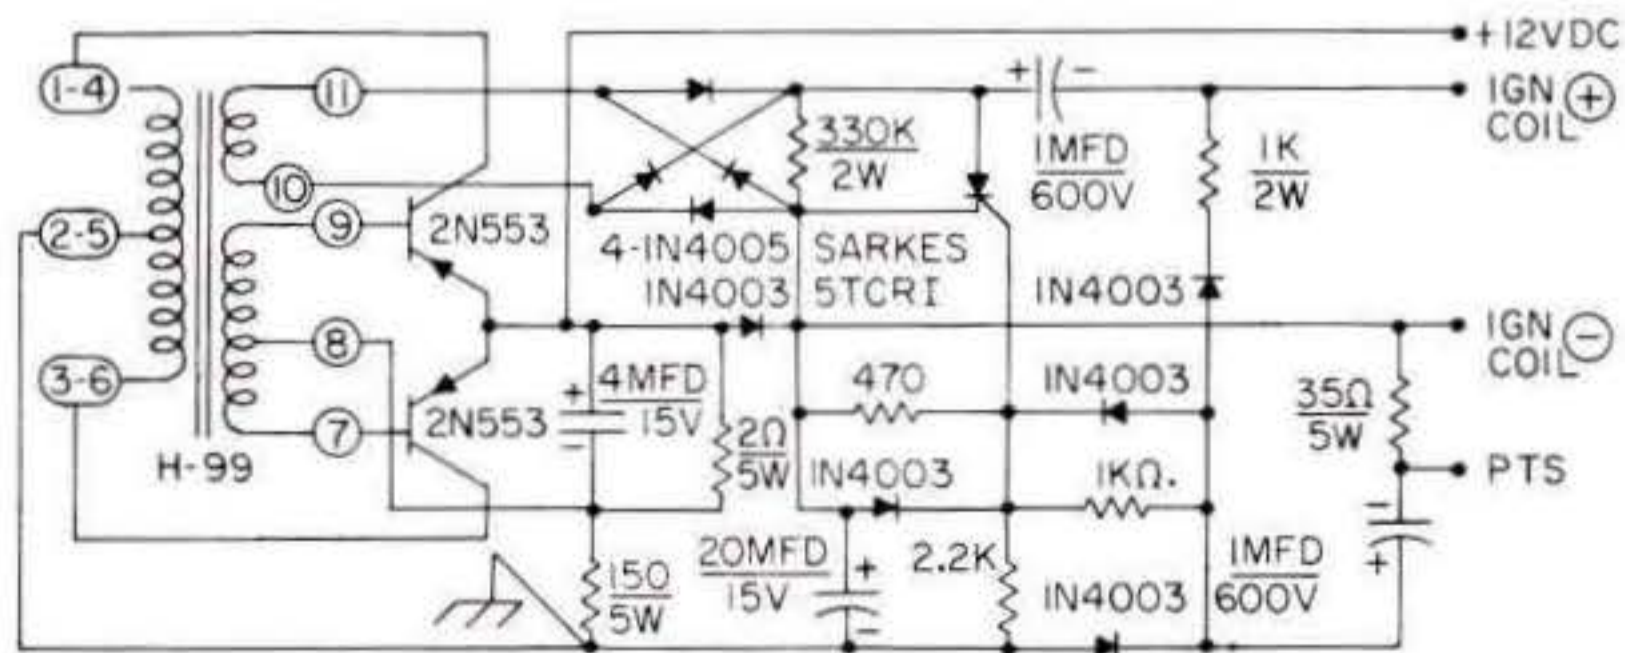 +12VDC
1-4
11
+
-
IGN +
COIL
330K
2W
1MFD
600V
1K
2W
10
2-5
9
2N553
4-IN4005
SARKES
IN4003
5TCRI
IN4003
8
IGN -
COIL
3-6
+
4MFD
15V
-
470
IN4003
35Ω
5W
7
2N553
2Ω
5W
IN4003
1KΩ.
PTS
H-99
-
+
150
5W
20MFD
15V
+
-
2.2K
IN4003
1MFD
600V